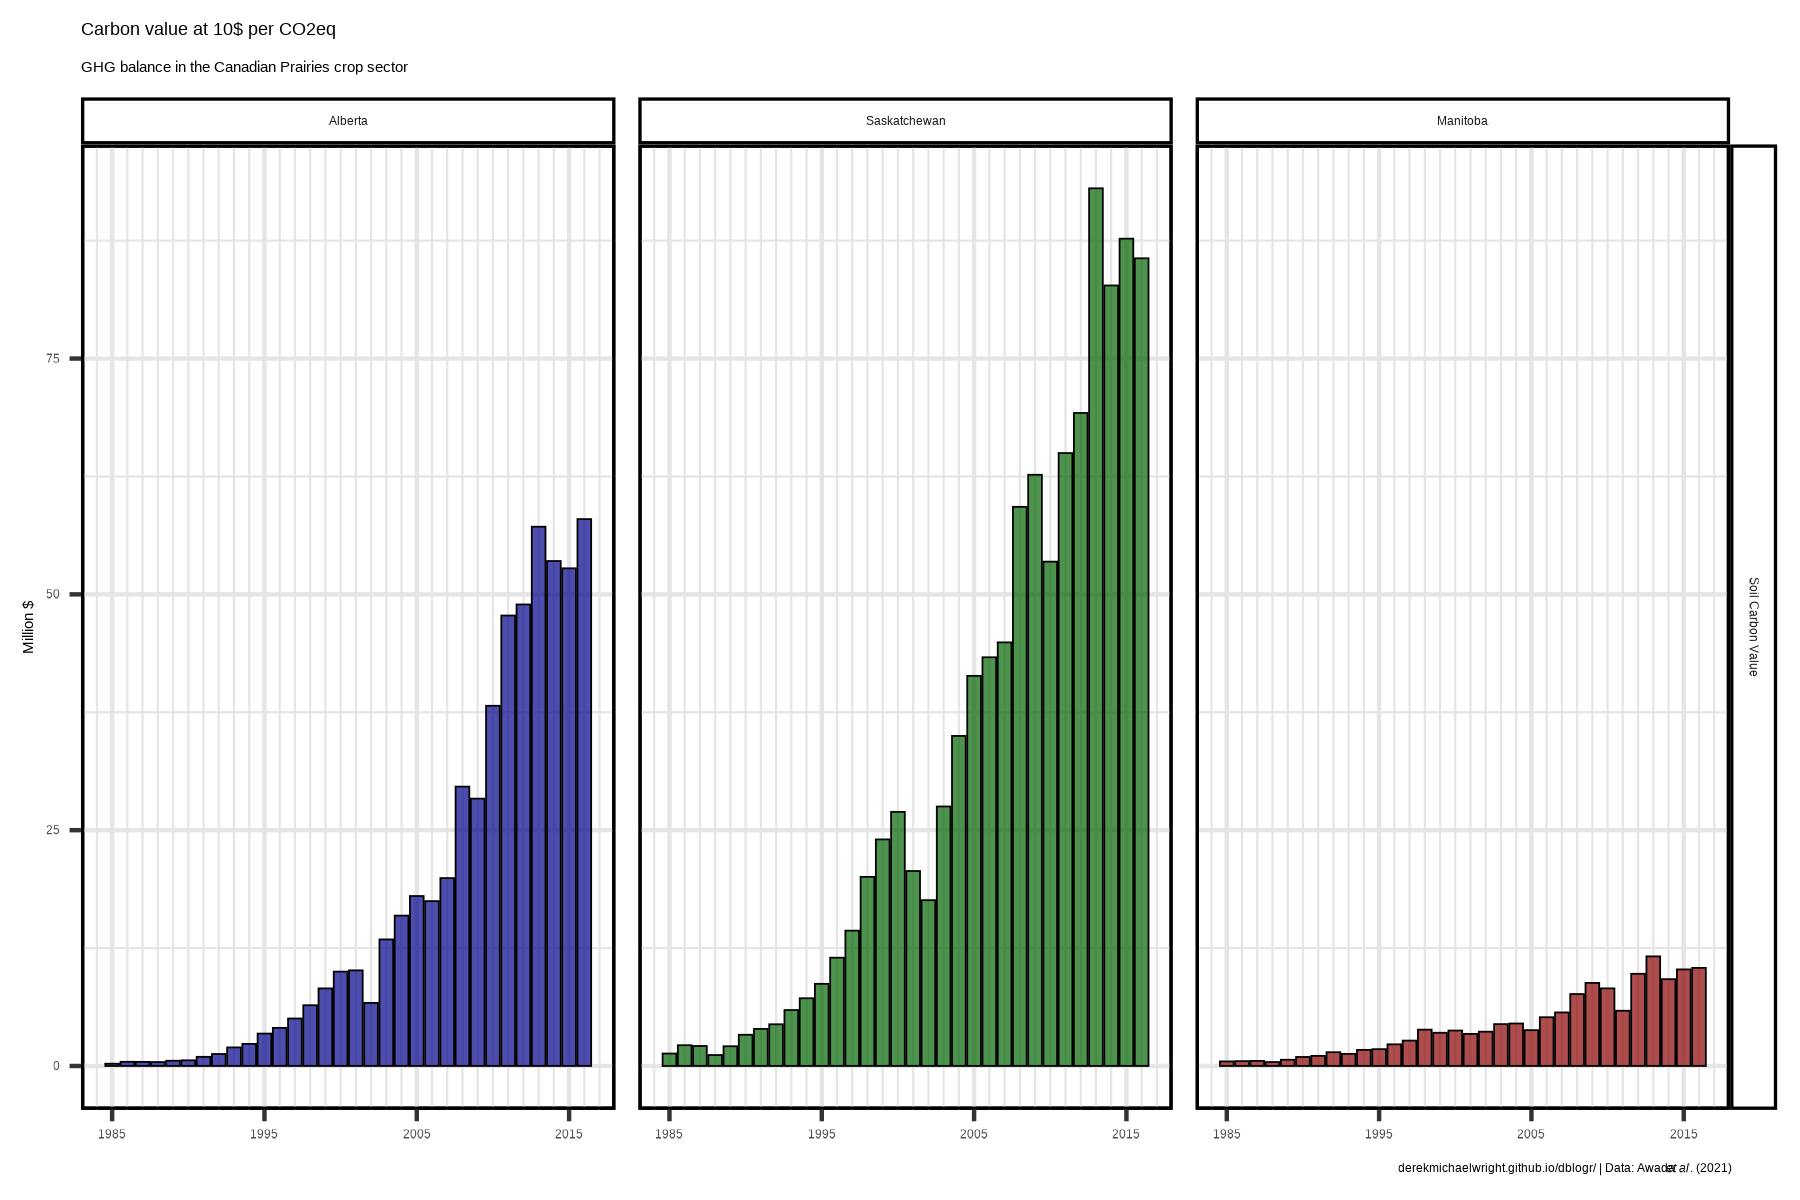 Carbon value at 10$ per CO2eq
GHG balance in the Canadian Prairies crop sector
Alberta
Saskatchewan
Manitoba
Million $
75
50
25
0
Soil Carbon Value
1985 1995 2005 2015
1985 1995 2005 2015
1985 1995 2005 2015
derekmichaelwright.github.io/dblogr/ | Data: Awada et al. (2021)